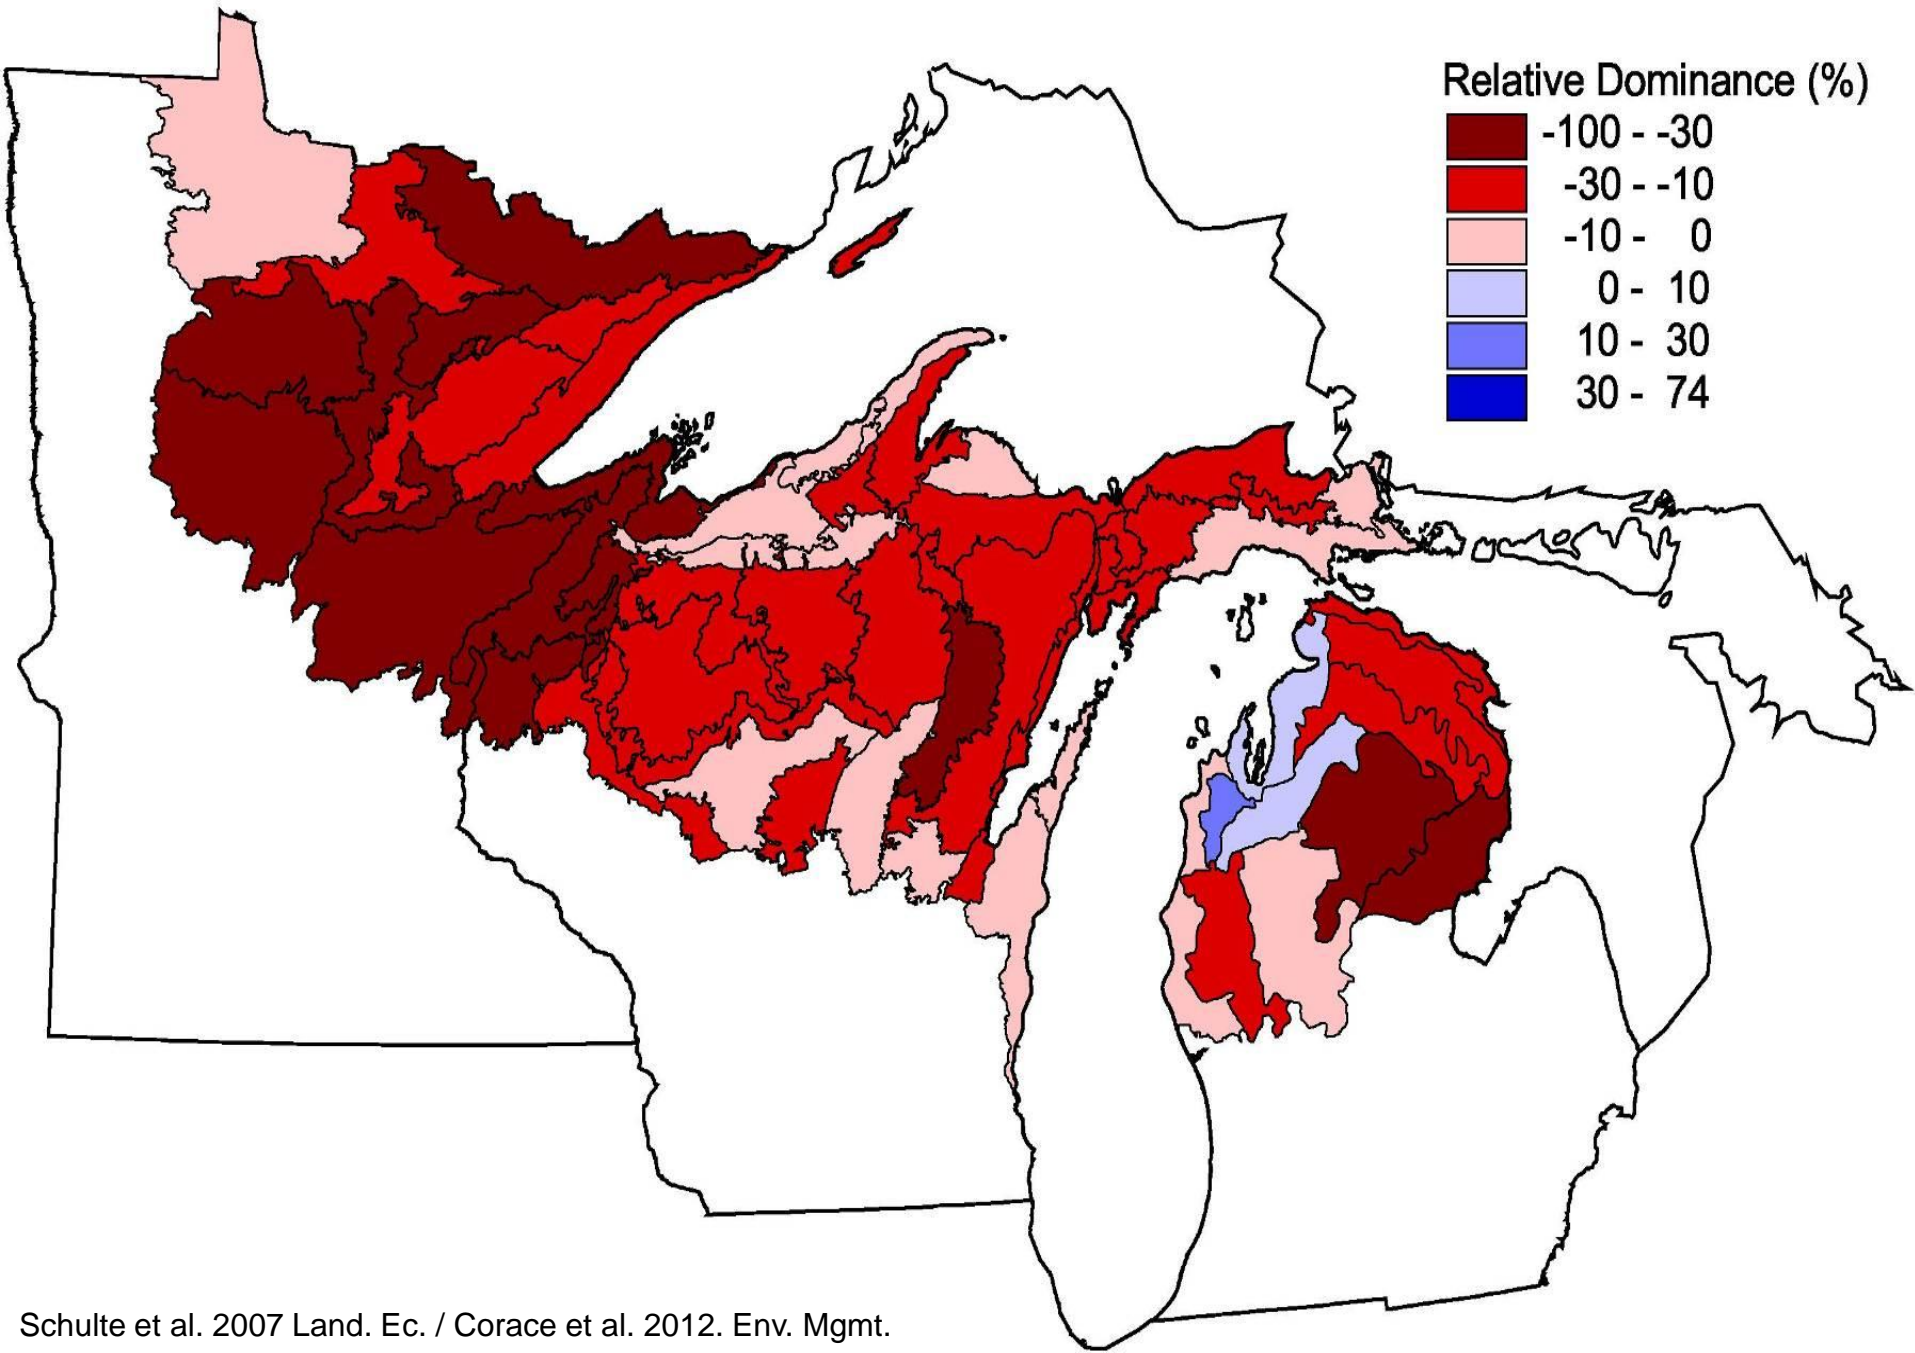 Relative Dominance (%)
-100 - -30
-30 - -10
-10 - 0
0 - 10
10 - 30
30 - 74
Schulte et al. 2007 Land. Ec. / Corace et al. 2012. Env. Mgmt.